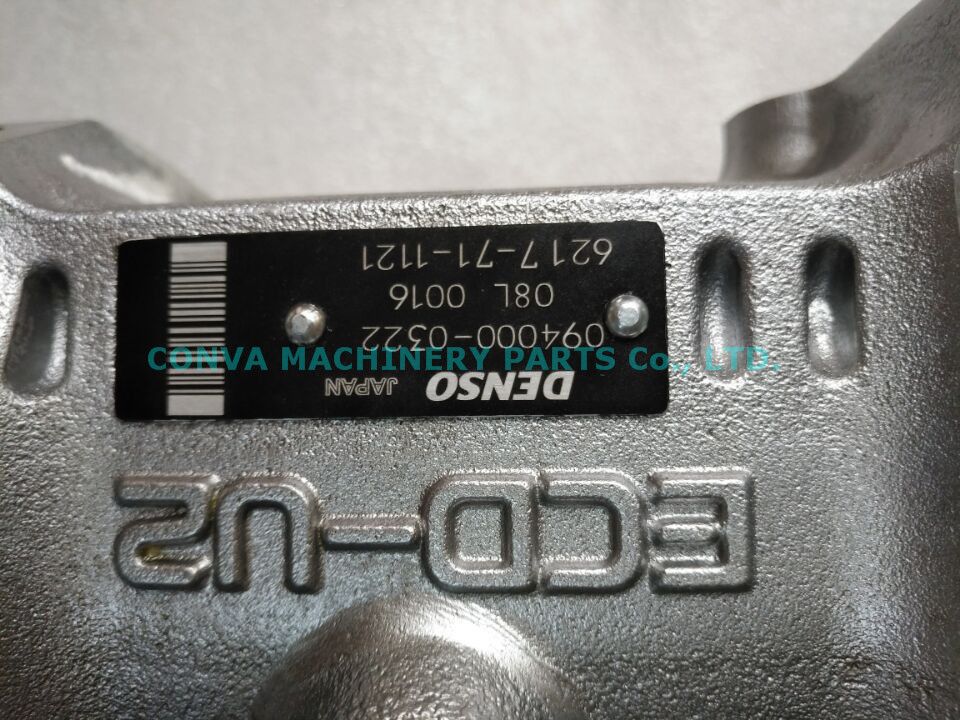 DENSO JAPAN
094000-0322
08L 0016
6217-71-1121
ECD-U2
CONVA MACHINERY PARTS Co., LTD.